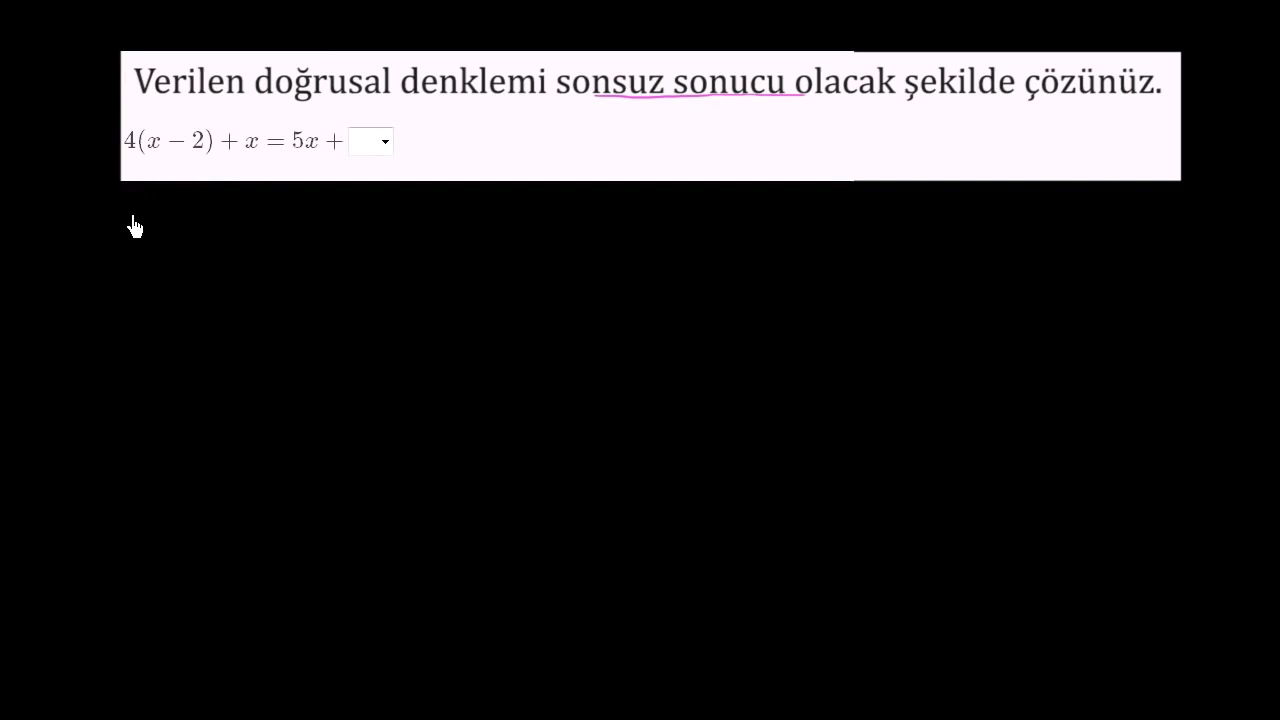 Verilen doğrusal denklemi sonsuz sonucu olacak şekilde çözünüz.
4(x − 2) + x = 5x +